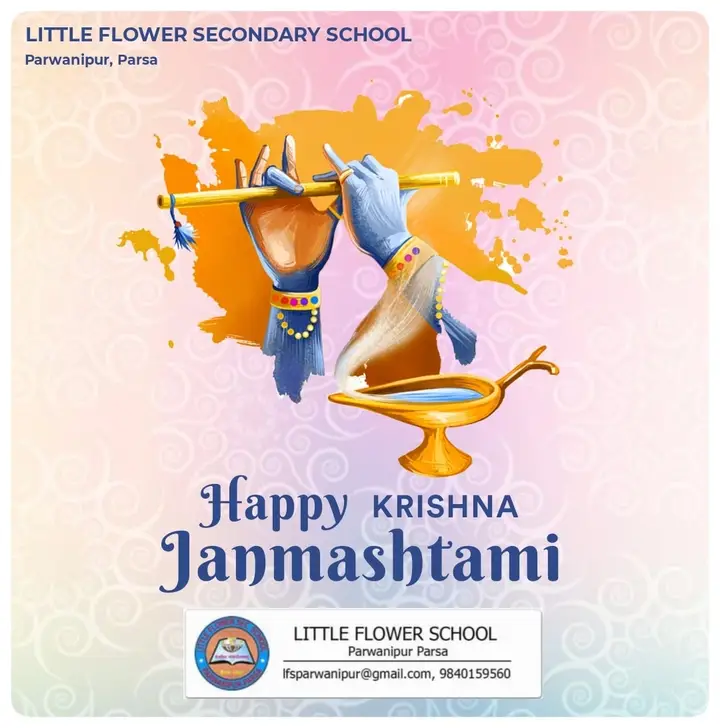 LITTLE FLOWER SECONDARY SCHOOL
Parwanipur, Parsa
Happy KRISHNA
Janmashtami
LITTLE FLOWER SCHOOL
Parwanipur Parsa
lfsparwanipur@gmail.com, 9840159560